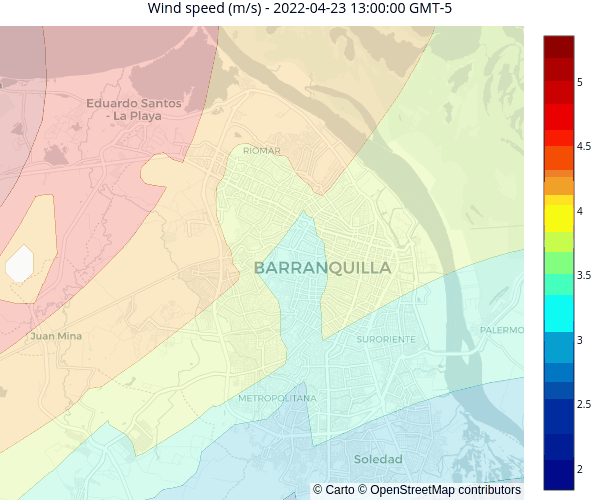 Wind speed (m/s) - 2022-04-23 13:00:00 GMT-5
Eduardo Santos
- La Playa
RIOMAR
BARRANQUILLA
Juan Mina
SURORIENTE
PALERMO
METROPOLITANA
Soledad
5
4.5
4
3.5
3
2.5
2
© Carto © OpenStreetMap contributors